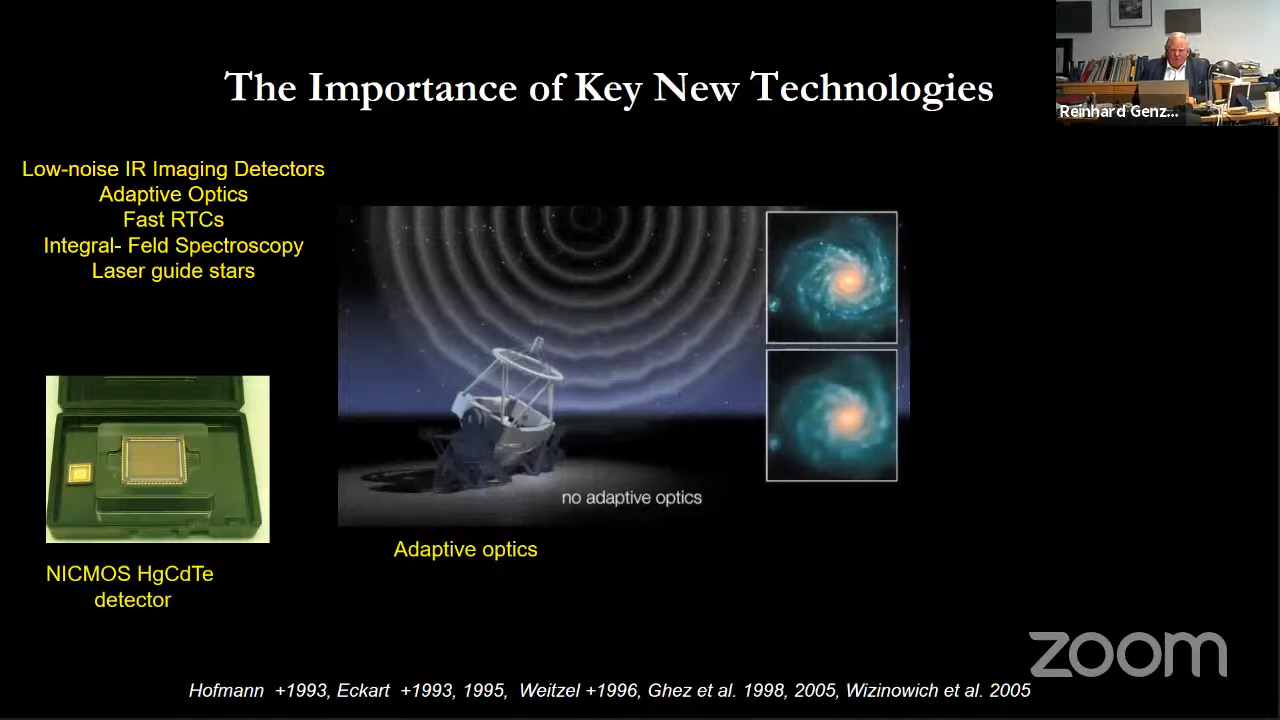 The Importance of Key New Technologies
Reinhard Genz...
Low-noise IR Imaging Detectors
Adaptive Optics
Fast RTCs
Integral- Feld Spectroscopy
Laser guide stars
no adaptive optics
Adaptive optics
NICMOS HgCdTe
detector
zoom
Hofmann +1993, Eckart +1993, 1995, Weitzel +1996, Ghez et al. 1998, 2005, Wizinowich et al. 2005